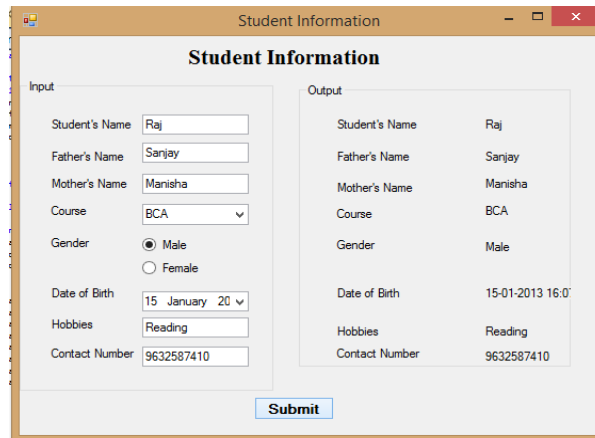 Student Information
Student Information
Input
Student's Name Raj
Father's Name Sanjay
Mother's Name Manisha
Course BCA
Gender Male
Female
Date of Birth 15 January 20
Hobbies Reading
Contact Number 9632587410
Output
Student's Name Raj
Father's Name Sanjay
Mother's Name Manisha
Course BCA
Gender Male
Date of Birth 15-01-2013 16:0
Hobbies Reading
Contact Number 9632587410
Submit